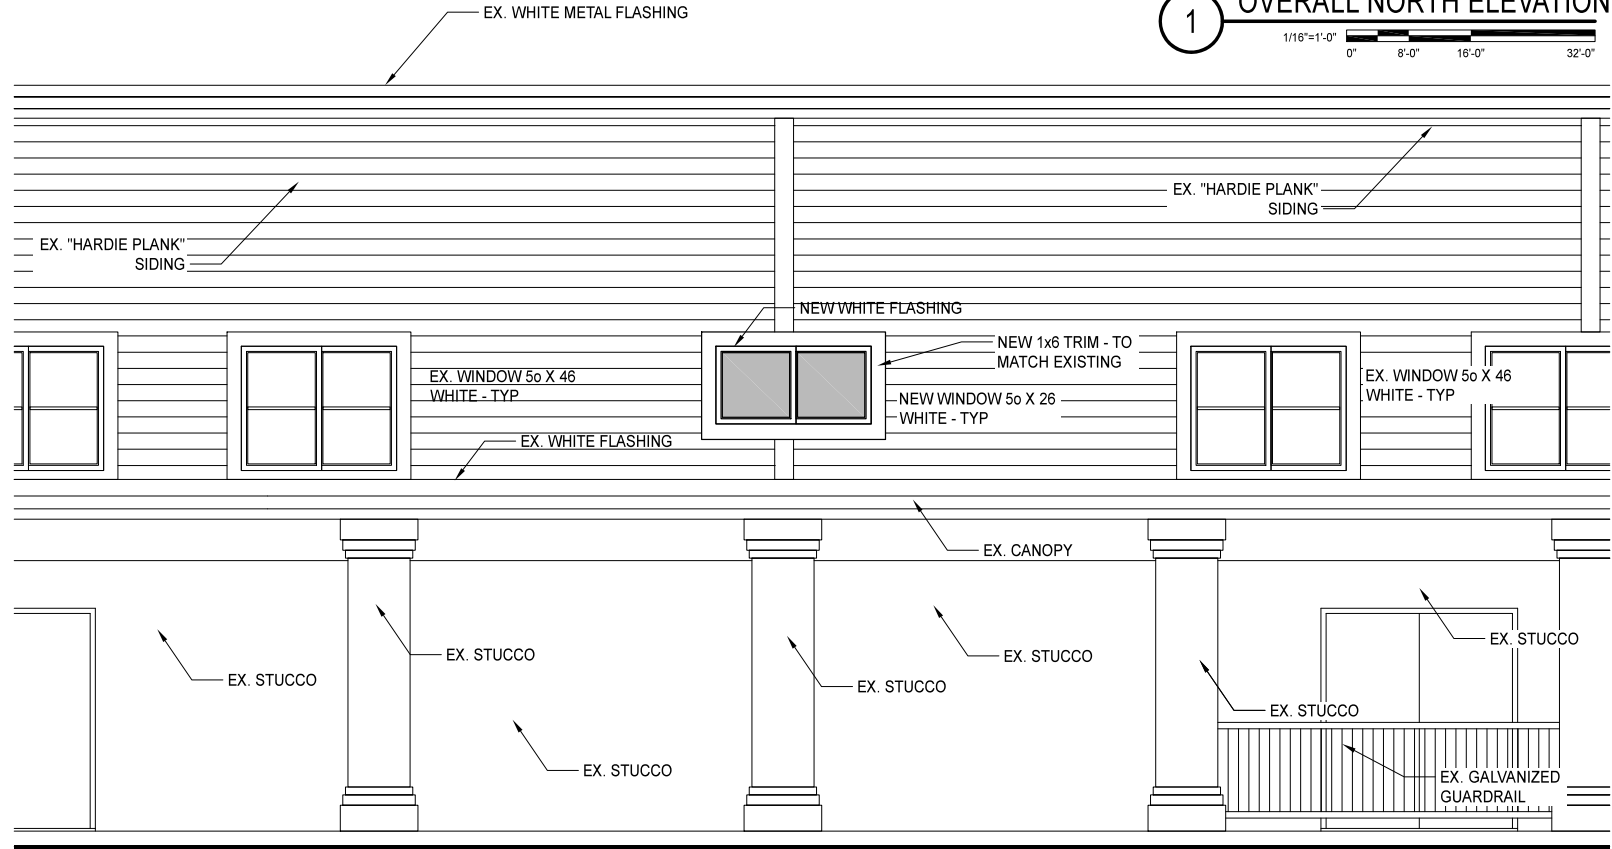 EX. WHITE METAL FLASHING
1
OVERALL NORTH ELEVATION
1/16"=1'-0"
0" 8'-0" 16'-0" 32'-0"
EX. "HARDIE PLANK"
SIDING
EX. "HARDIE PLANK"
SIDING
NEW WHITE FLASHING
NEW 1x6 TRIM - TO
MATCH EXISTING
EX. WINDOW 5o X 46
WHITE - TYP
NEW WINDOW 5o X 26
WHITE - TYP
EX. WINDOW 5o X 46
WHITE - TYP
EX. WHITE FLASHING
EX. CANOPY
EX. STUCCO
EX. STUCCO
EX. STUCCO
EX. STUCCO
EX. STUCCO
EX. STUCCO
EX. STUCCO
EX. GALVANIZED
GUARDRAIL